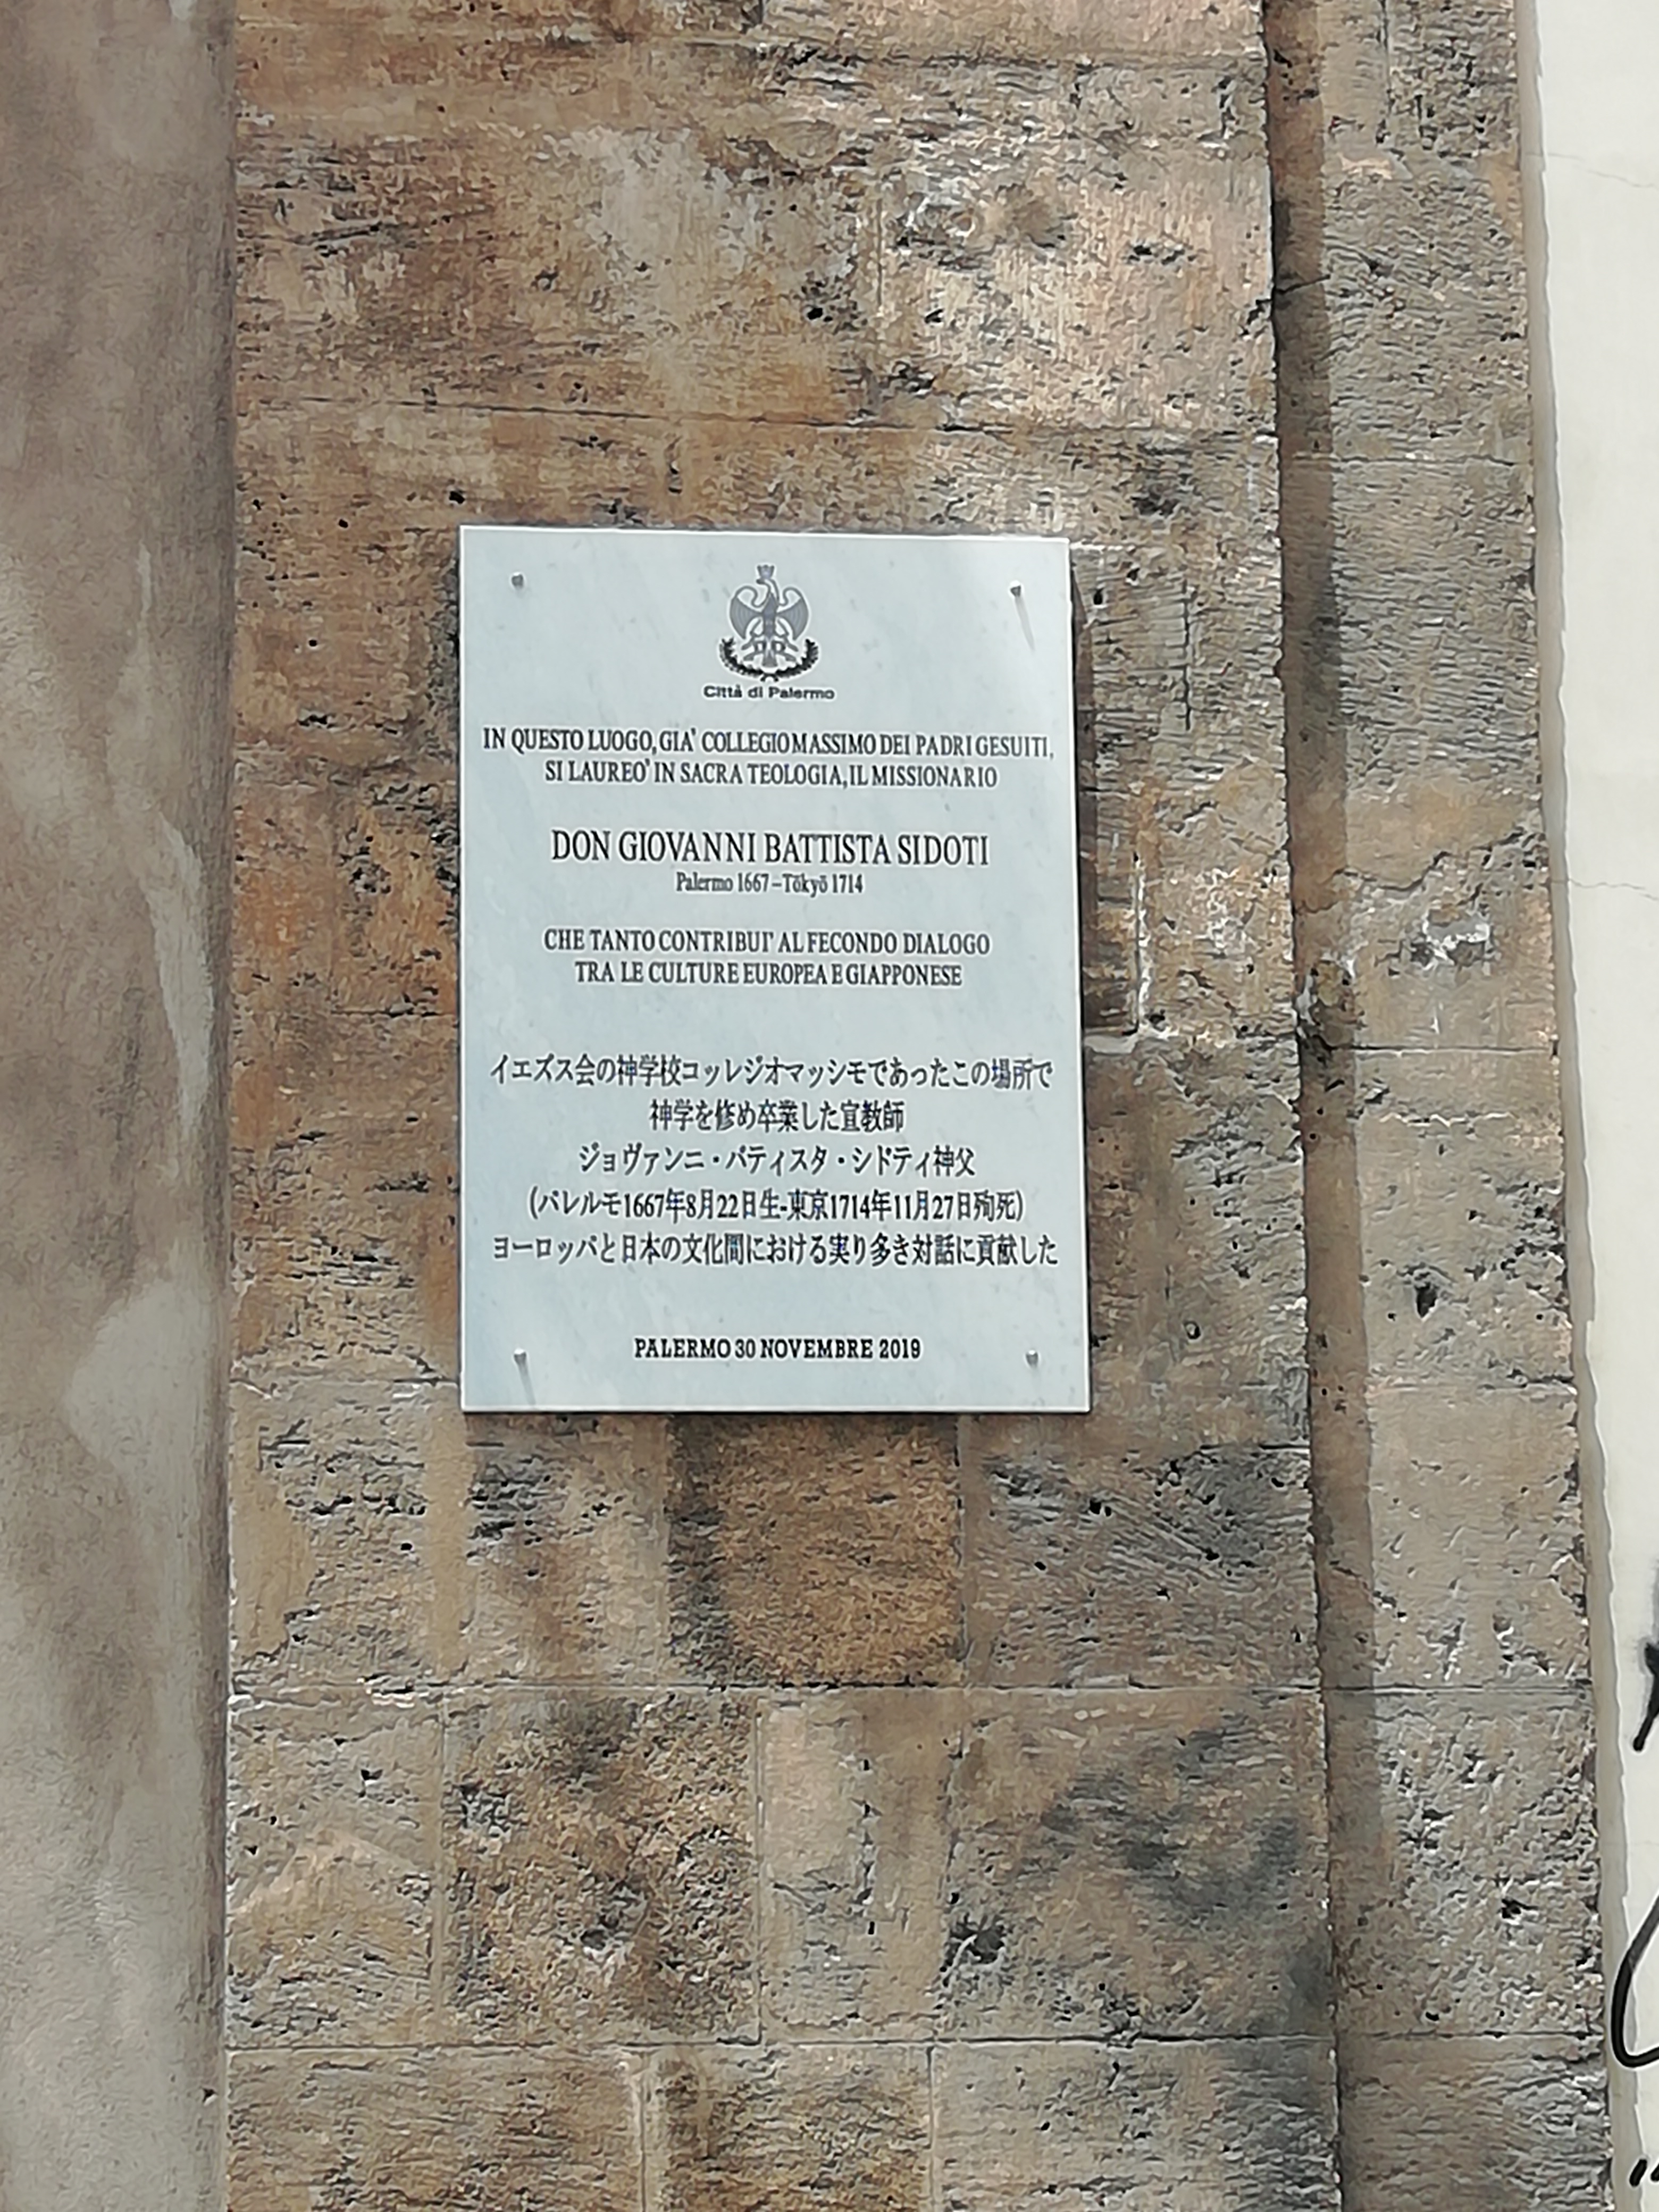 Città di Palermo
IN QUESTO LUOGO, GIA' COLLEGIO MASSIMO DEI PADRI GESUITI,
SI LAUREO' IN SACRA TEOLOGIA, IL MISSIONARIO
DON GIOVANNI BATTISTA SIDOTI
Palermo 1667 – Tōkyō 1714
CHE TANTO CONTRIBUI' AL FECONDO DIALOGO
TRA LE CULTURE EUROPEA E GIAPPONESE
イエズス会の神学校コッレジオマッシモであったこの場所で
神学を修め卒業した宣教師
ジョヴァンニ・バティスタ・シドティ神父
(パレルモ1667年8月22日生-東京1714年11月27日殉死)
ヨーロッパと日本の文化間における実り多き対話に貢献した
PALERMO 30 NOVEMBRE 2019